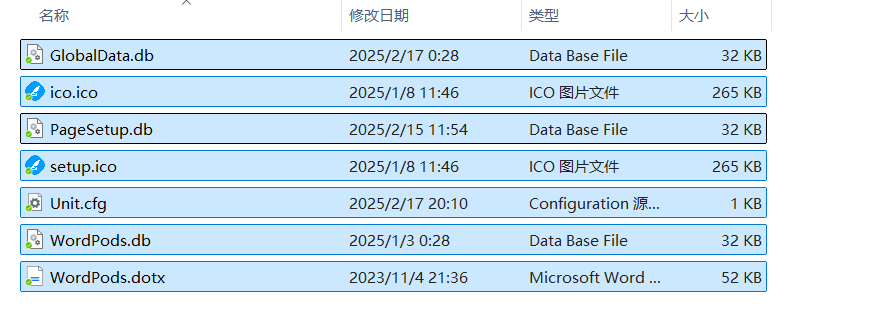 名称 修改日期 类型 大小
GlobalData.db 2025/2/17 0:28 Data Base File 32 KB
ico.ico 2025/1/8 11:46 ICO 图片文件 265 KB
PageSetup.db 2025/2/15 11:54 Data Base File 32 KB
setup.ico 2025/1/8 11:46 ICO 图片文件 265 KB
Unit.cfg 2025/2/17 20:10 Configuration 源... 1 KB
WordPods.db 2025/1/3 0:28 Data Base File 32 KB
WordPods.dotx 2023/11/4 21:36 Microsoft Word ... 52 KB